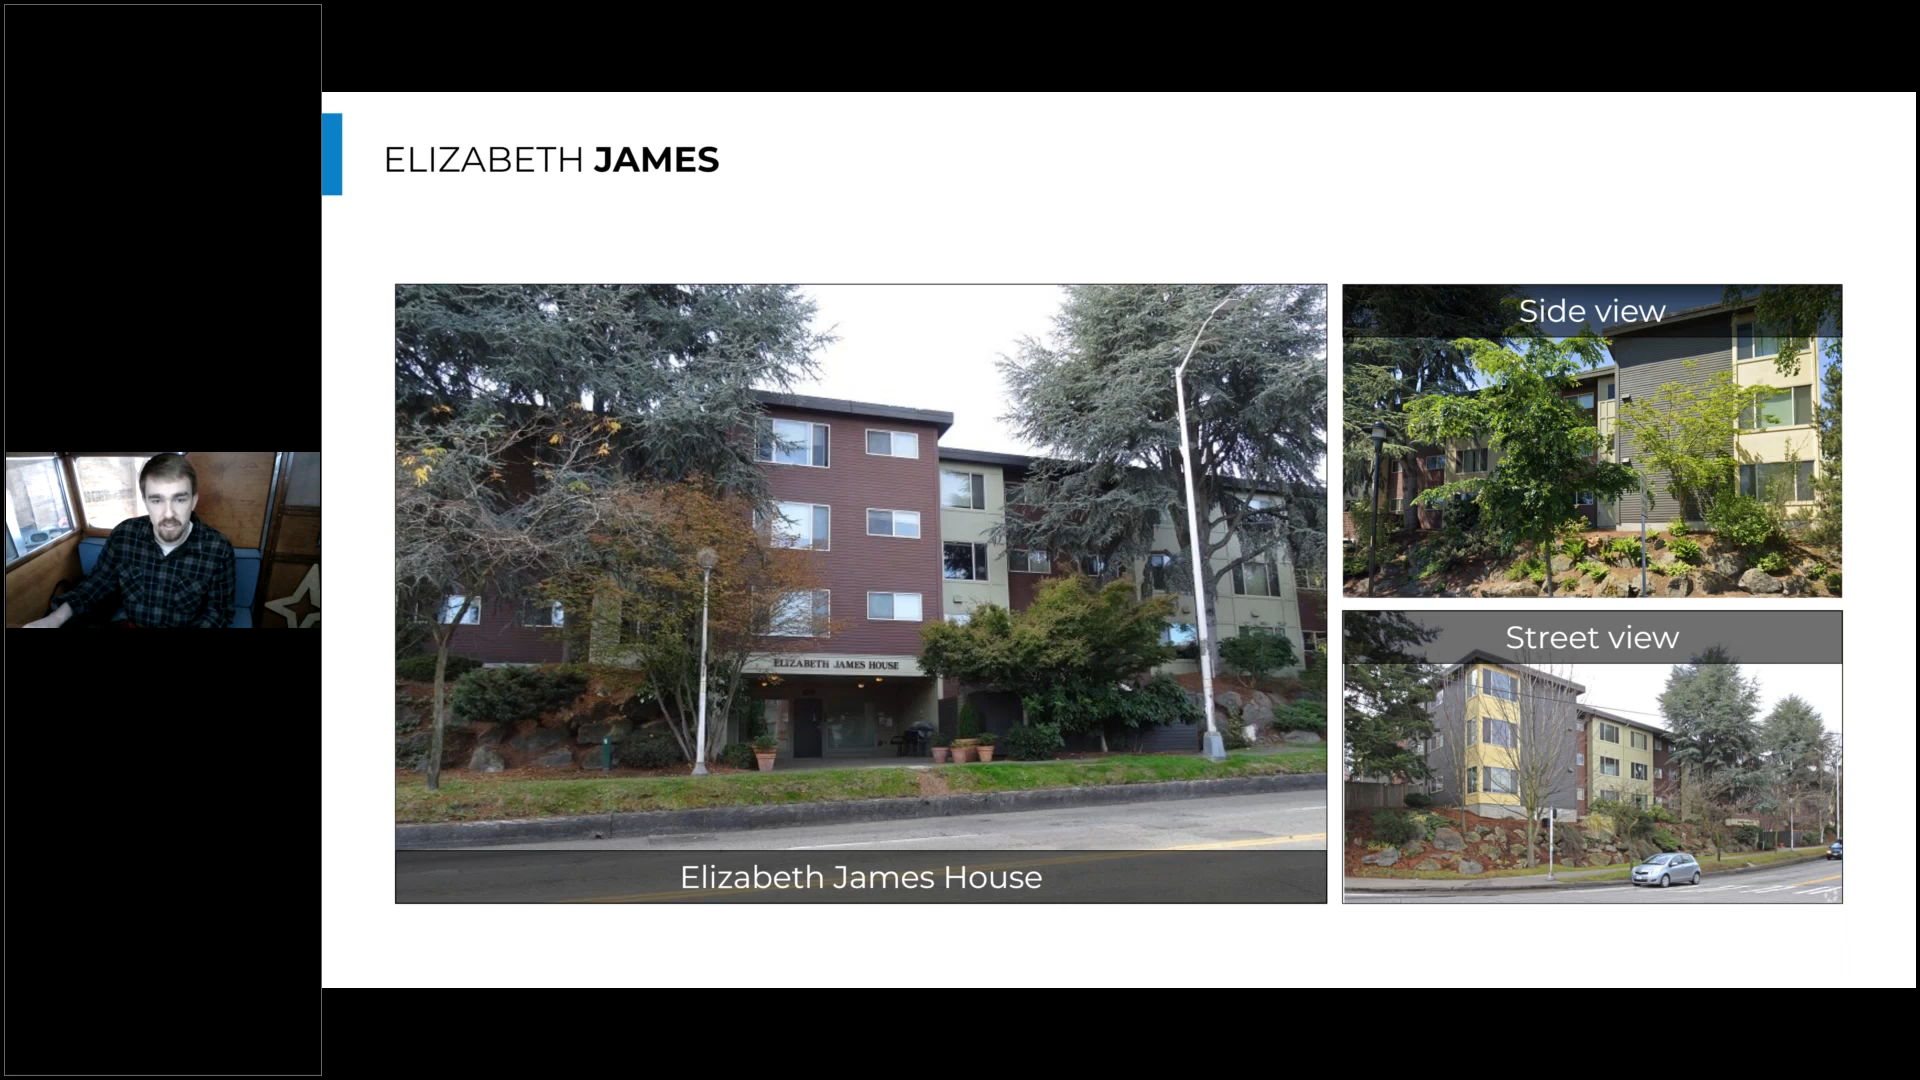 ELIZABETH JAMES
ELIZABETH JAMES HOUSE
Elizabeth James House
Side view
Street view